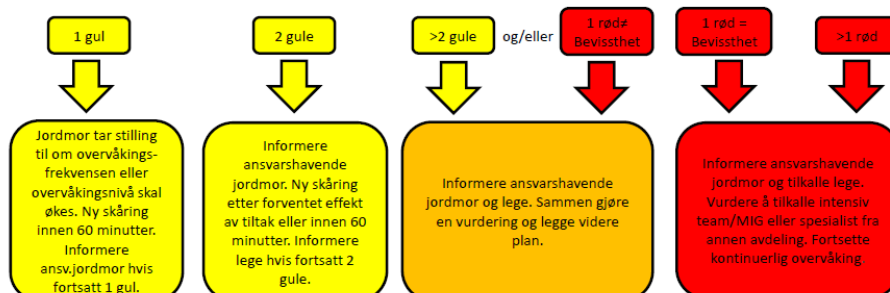 1 gul
2 gule
>2 gule
og/eller
1 rød≠
Bevissthet
1 rød =
Bevissthet
>1 rød
Jordmor tar stilling
til om overvåkings-
frekvensen eller
overvåkingsnivå skal
økes. Ny skåring
innen 60 minutter.
Informere
ansv.jordmor hvis
fortsatt 1 gul.
Informere
ansvarshavende
jordmor. Ny skåring
etter forventet effekt
av tiltak eller innen 60
minutter. Informere
lege hvis fortsatt 2
gule.
Informere ansvarshavende
jordmor og lege. Sammen gjøre
en vurdering og legge videre
plan.
Informere ansvarshavende
jordmor og tilkalle lege.
Vurdere å tilkalle intensiv
team/MIG eller spesialist fra
annen avdeling. Fortsette
kontinuerlig overvåking